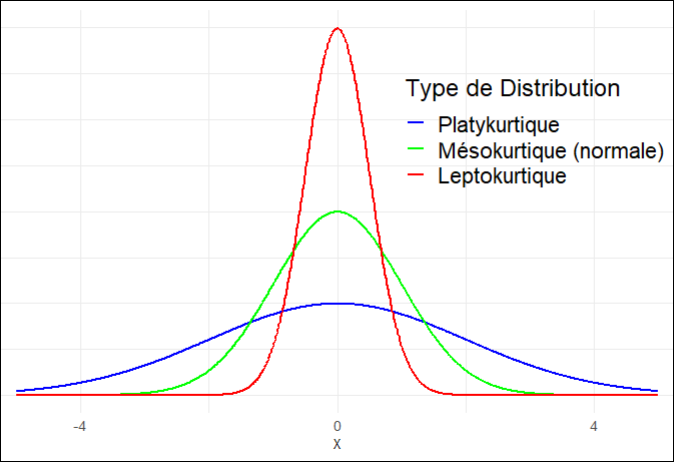 Type de Distribution
Platykurtique
Mésokurtique (normale)
Leptokurtique
-4 0 4
x